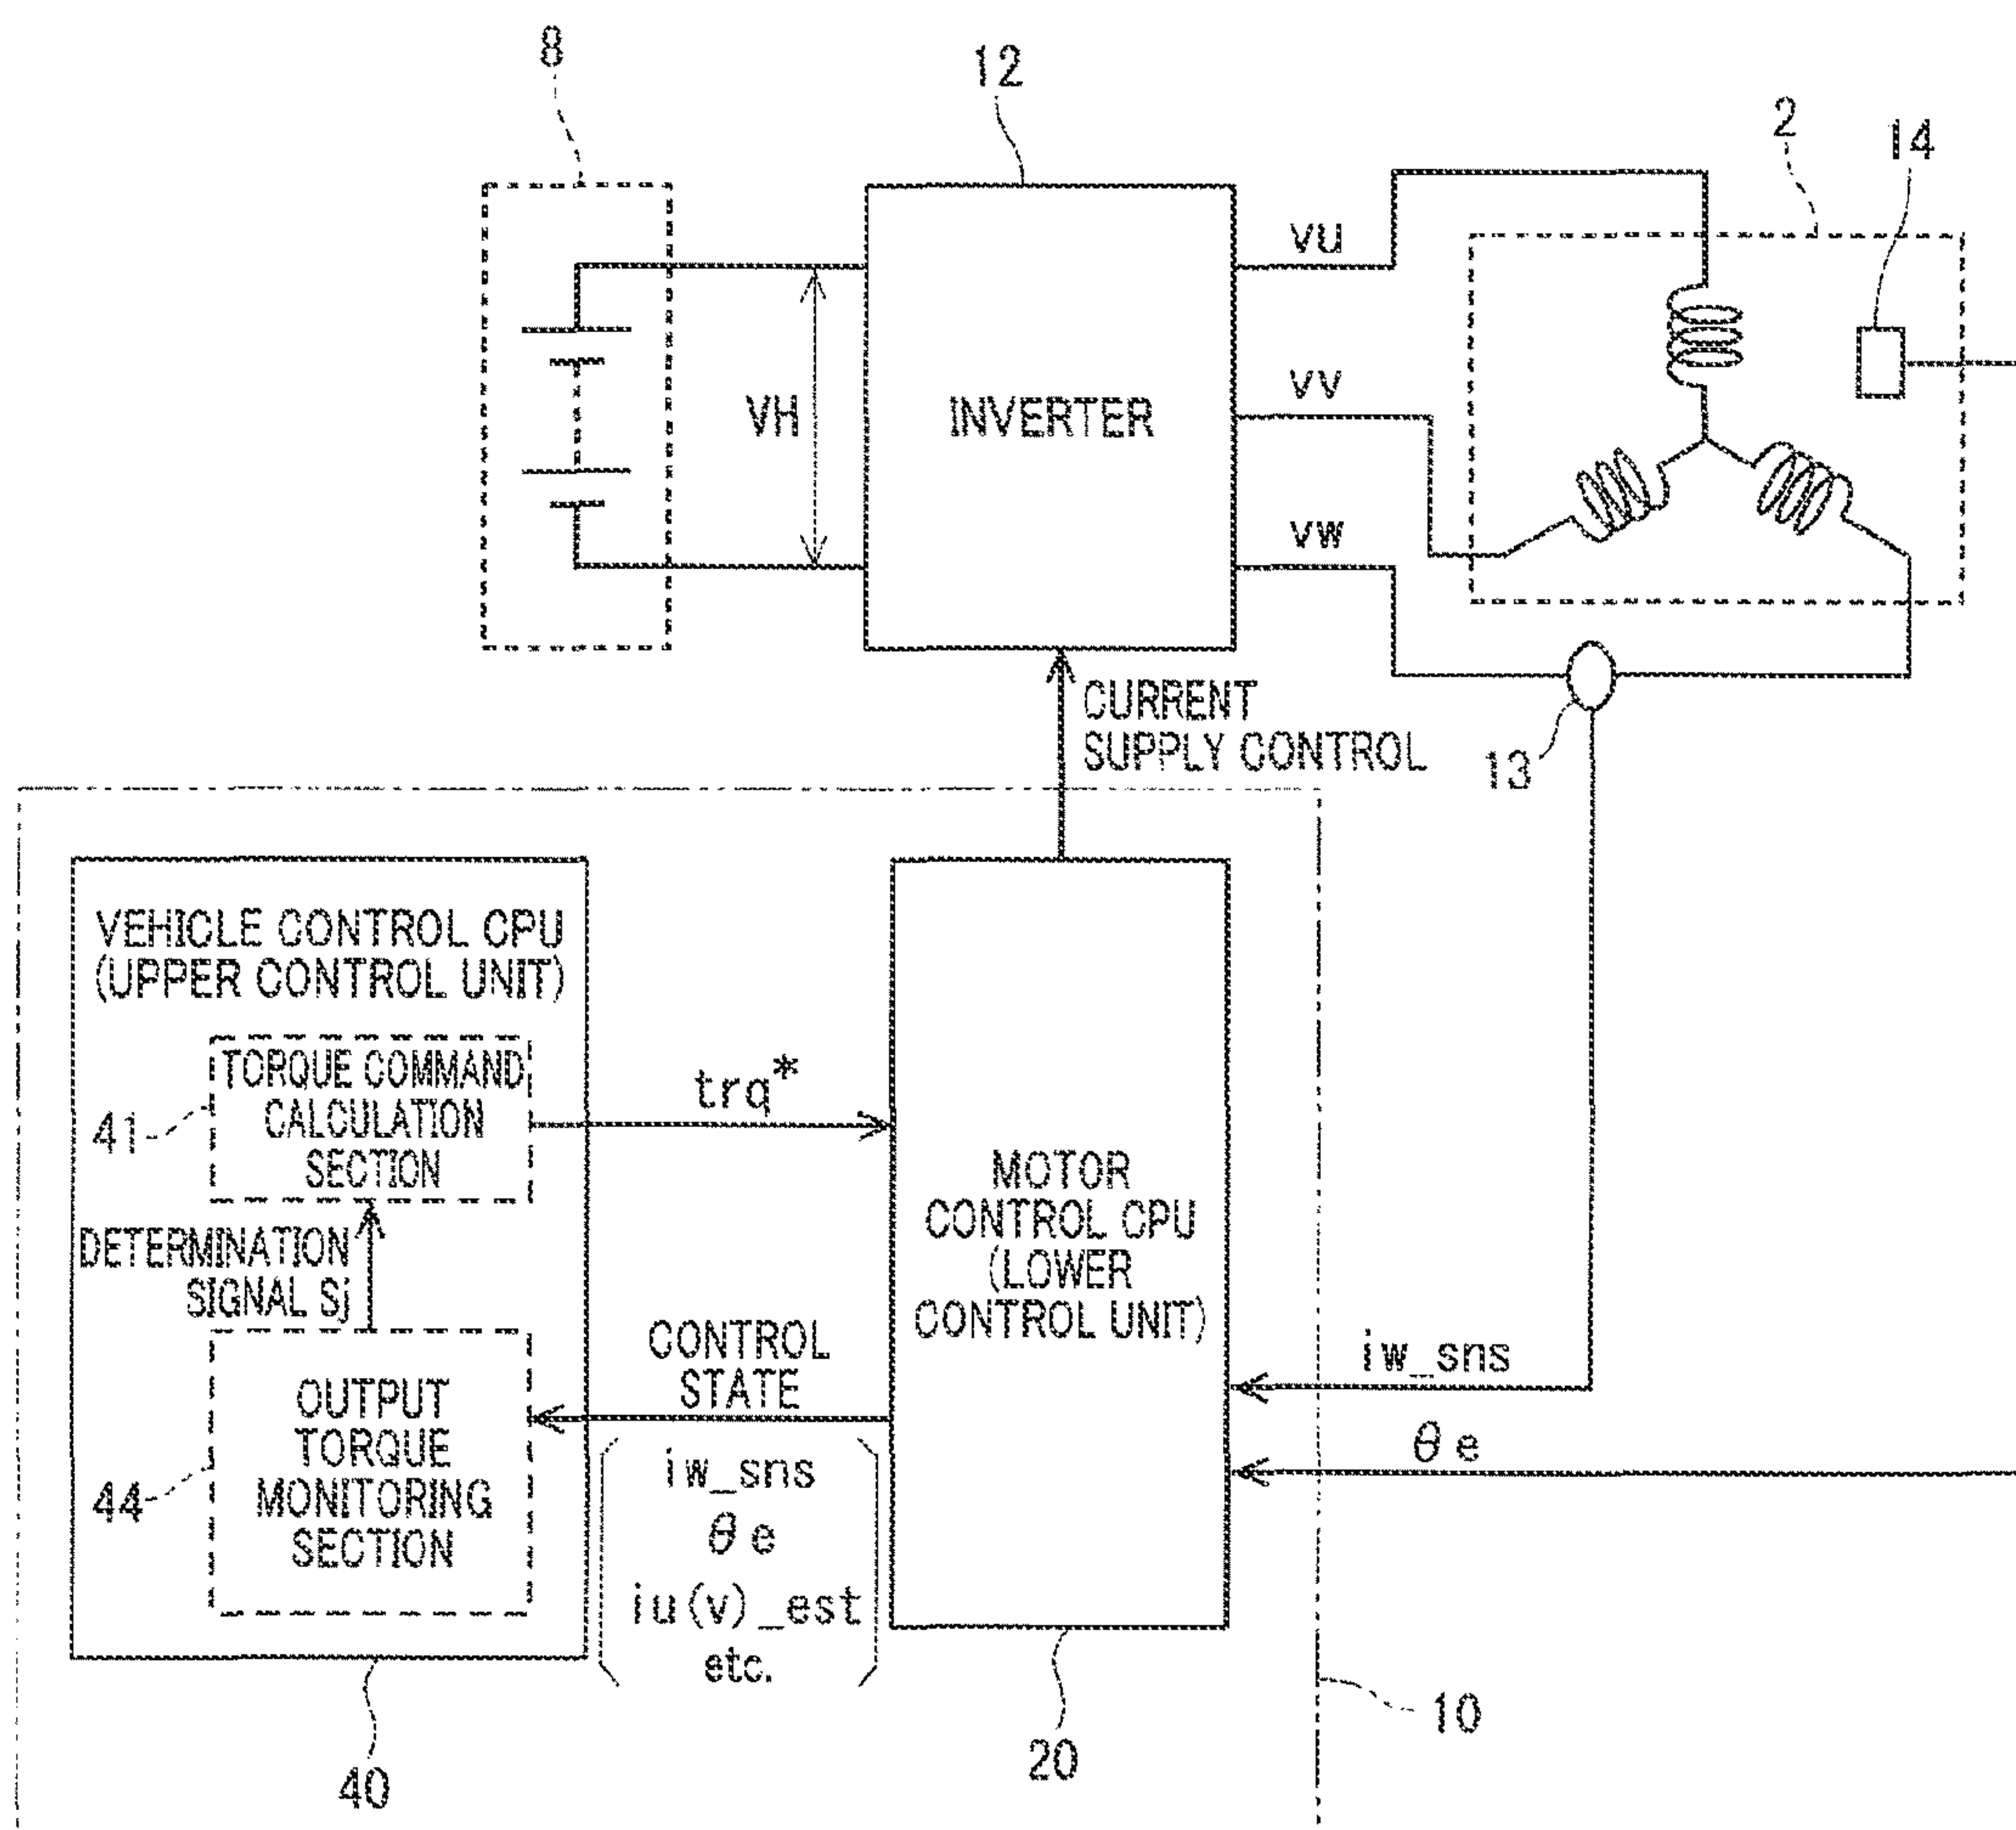 8
12
2
14
vu
vv
vw
VH
INVERTER
CURRENT
SUPPLY CONTROL
13
VEHICLE CONTROL CPU
(UPPER CONTROL UNIT)
TORQUE COMMAND
CALCULATION
SECTION
41
trq*
DETERMINATION
SIGNAL Sj
MOTOR
CONTROL CPU
(LOWER
CONTROL UNIT)
CONTROL
STATE
OUTPUT
TORQUE
MONITORING
SECTION
44
iw_sns
θe
iu(v)_est
etc.
iw_sns
θe
10
20
40